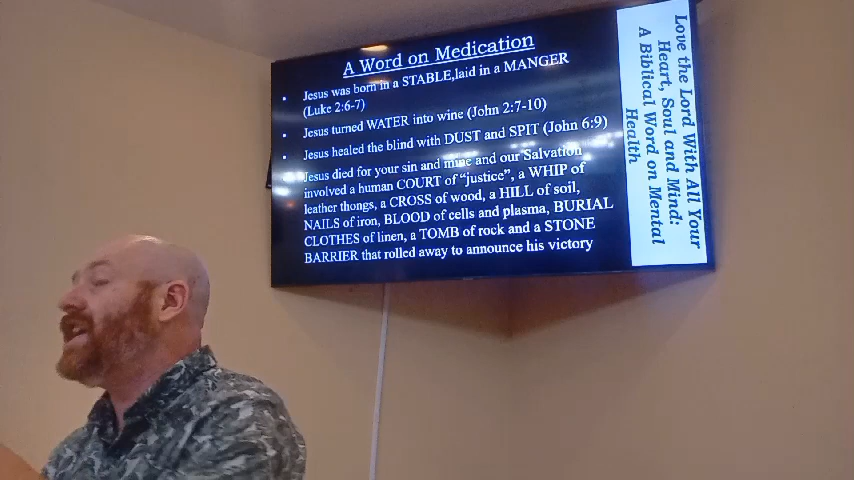 A Word on Medication
Jesus was born in a STABLE,laid in a MANGER
(Luke 2:6-7)
Jesus turned WATER into wine (John 2:7-10)
Jesus healed the blind with DUST and SPIT (John 6:9)
Jesus died for your sin and mine and our Salvation
involved a human COURT of “justice”, a WHIP of
leather thongs, a CROSS of wood, a HILL of soil,
NAILS of iron, BLOOD of cells and plasma, BURIAL
CLOTHES of linen, a TOMB of rock and a STONE
BARRIER that rolled away to announce his victory
Love the Lord With All Your
Heart, Soul and Mind:
A Biblical Word on Mental
Health